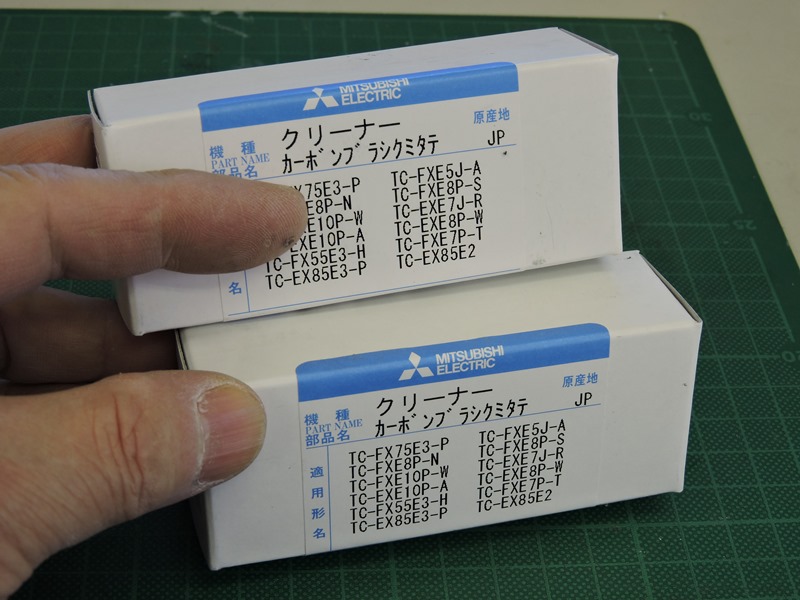 MITSUBISHI
ELECTRIC
機種 クリーナー 原産地
PART NAME
部品名 カーボンブラシクミタテ JP
X75E3-P TC-FXE5J-A
E8P-N TC-FXE8P-S
XE10P-W TC-EXE7J-R
EXE10P-A TC-EXE8P-W
TC-FX55E3-H TC-FXE7P-T
TC-EX85E3-P TC-EX85E2
名
MITSUBISHI
ELECTRIC
機種 クリーナー 原産地
PART NAME
部品名 カーボンブラシクミタテ JP
適用形名
TC-FX75E3-P TC-FXE5J-A
TC-FXE8P-N TC-FXE8P-S
TC-FXE10P-W TC-EXE7J-R
TC-EXE10P-A TC-EXE8P-W
TC-FX55E3-H TC-FXE7P-T
TC-EX85E3-P TC-EX85E2